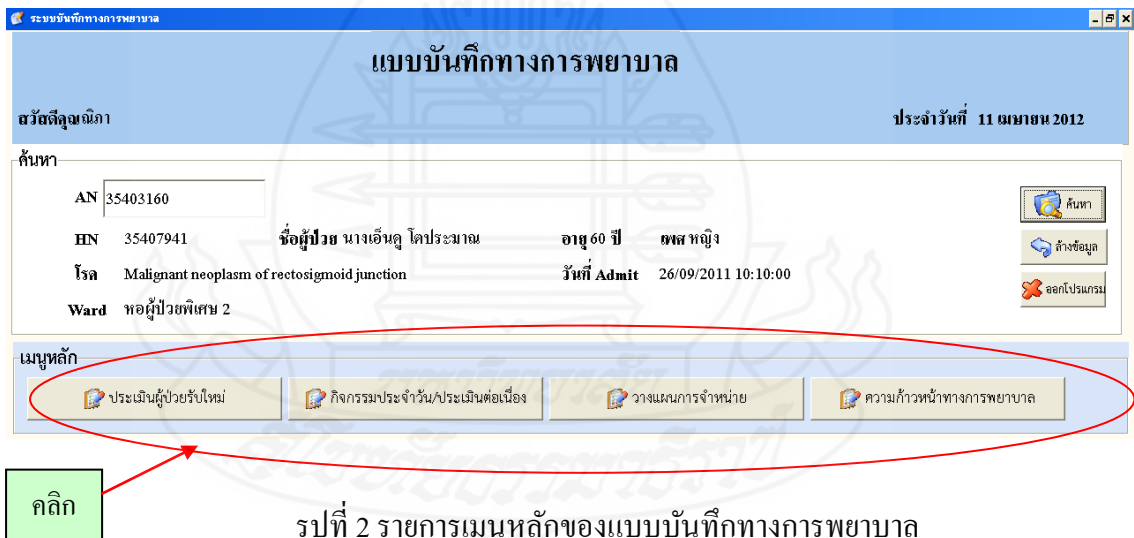 ระบบบันทึกทางการพยาบาล
แบบบันทึกทางการพยาบาล
สวัสดีคุณณิภา ประจำวันที่ 11 เมษายน 2012
ค้นหา
AN 35403160 ค้นหา
HN 35407941 ชื่อผู้ป่วย นางเอ็นดู โตประมาณ อายุ 60 ปี เพศ หญิง
ล้างข้อมูล
โรค Malignant neoplasm of rectosigmoid junction วันที่ Admit 26/09/2011 10:10:00
ออกโปรแกรม
Ward หอผู้ป่วยพิเศษ 2
เมนูหลัก
ประเมินผู้ป่วยรับใหม่ กิจกรรมประจำวัน/ประเมินต่อเนื่อง วางแผนการจำหน่าย ความก้าวหน้าทางการพยาบาล
คลิก
รูปที่ 2 รายการเมนูหลักของแบบบันทึกทางการพยาบาล